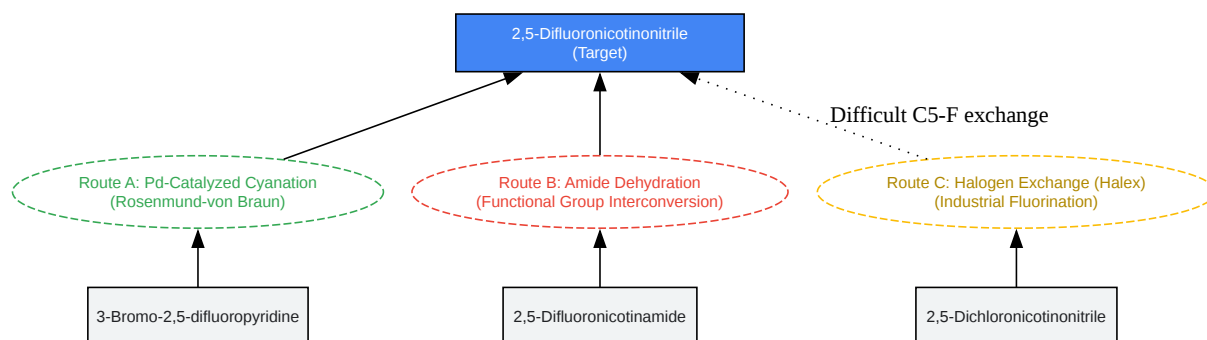 2,5-Difluoronicotinonitrile
(Target)
Difficult C5-F exchange
Route A: Pd-Catalyzed Cyanation
(Rosenmund-von Braun)
Route B: Amide Dehydration
(Functional Group Interconversion)
Route C: Halogen Exchange (Halex)
(Industrial Fluorination)
3-Bromo-2,5-difluoropyridine
2,5-Difluoronicotinamide
2,5-Dichloronicotinonitrile